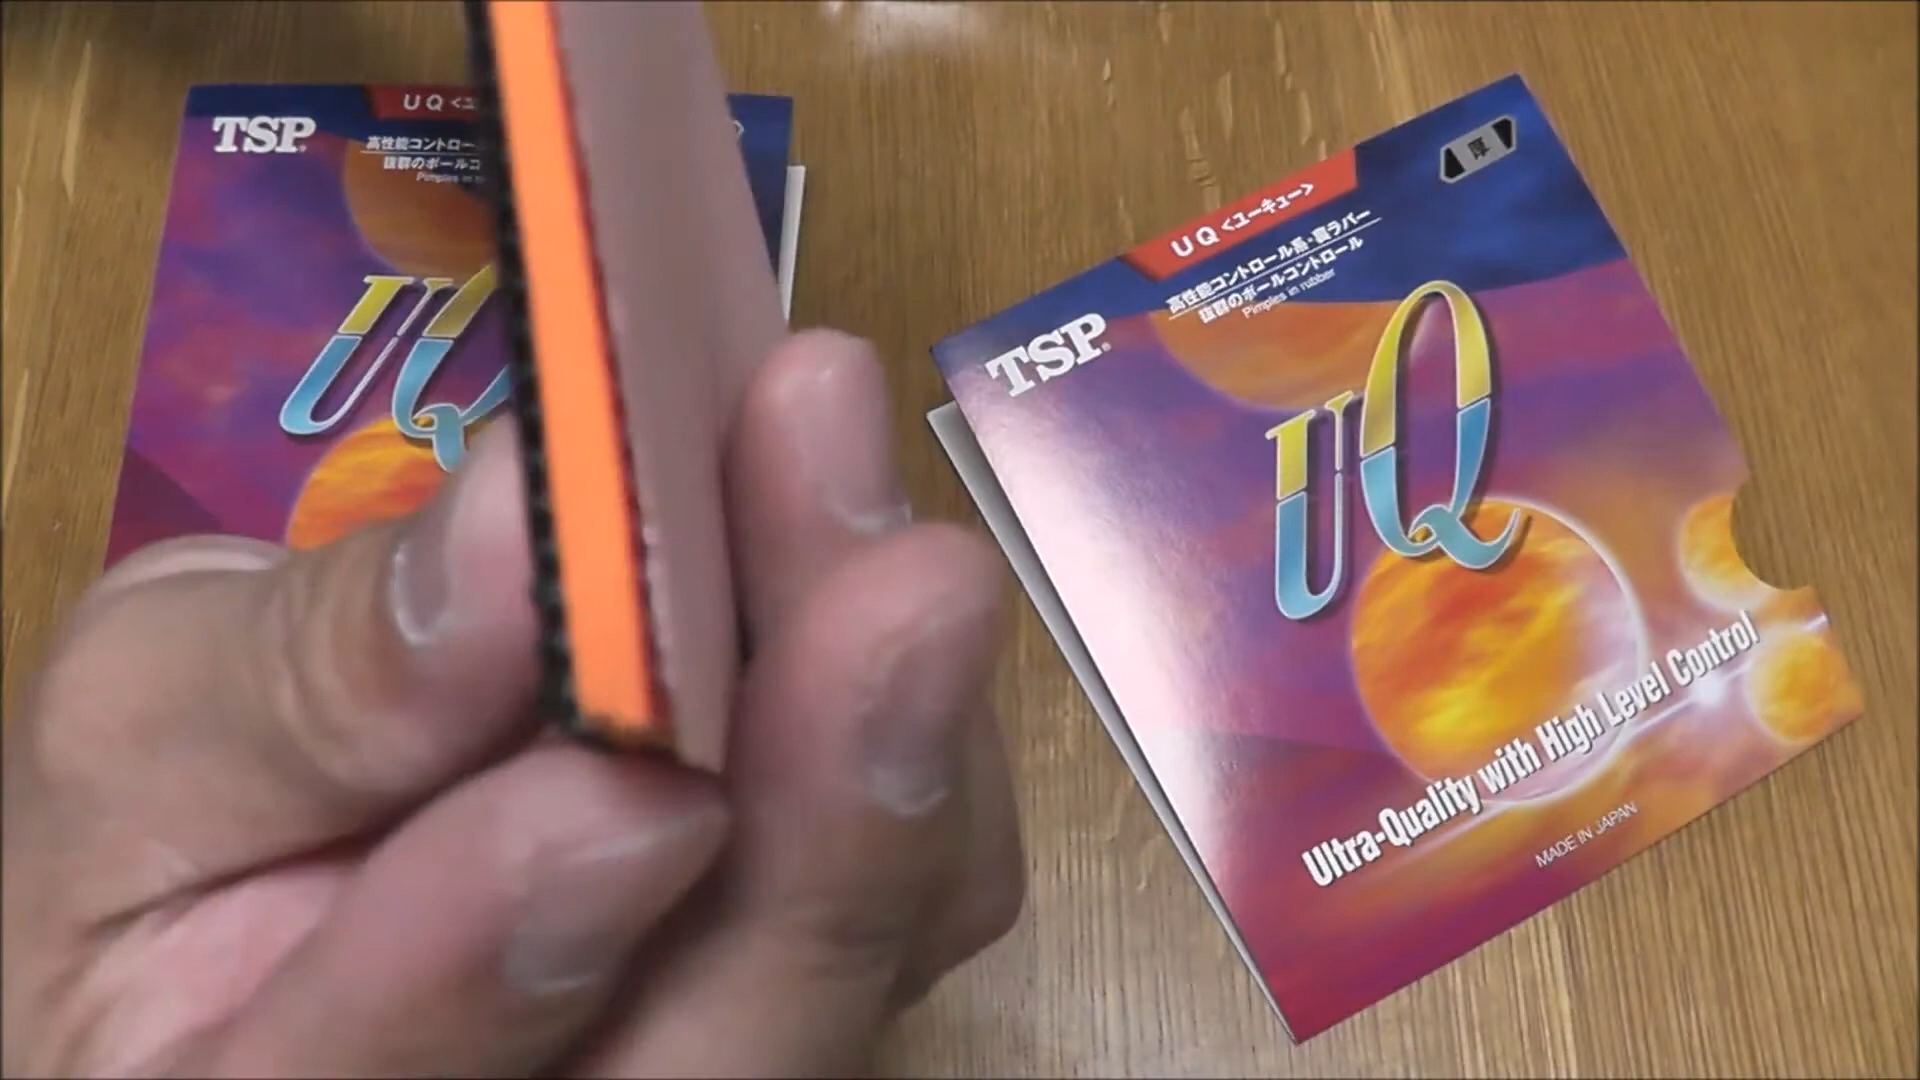 UQ <ユ
TSP
高性能コントロー
抜群のボールコ
Pimples in r
UQ
厚
UQ <ユーキュー>
高性能コントロール系・裏ラバー
抜群のボールコントロール
Pimples in rubber
TSP
UQ
Ultra-Quality with High Level Control
MADE IN JAPAN